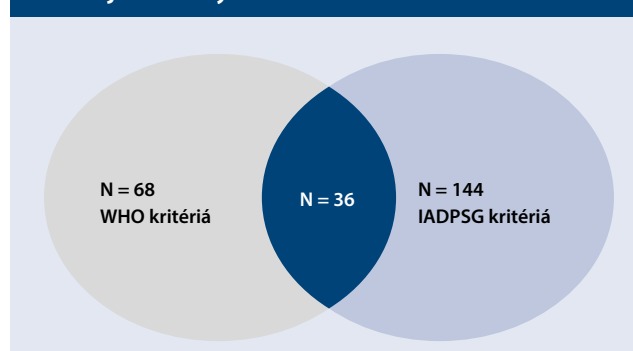 N = 68
WHO kritériá
N = 36
N = 144
IADPSG kritériá